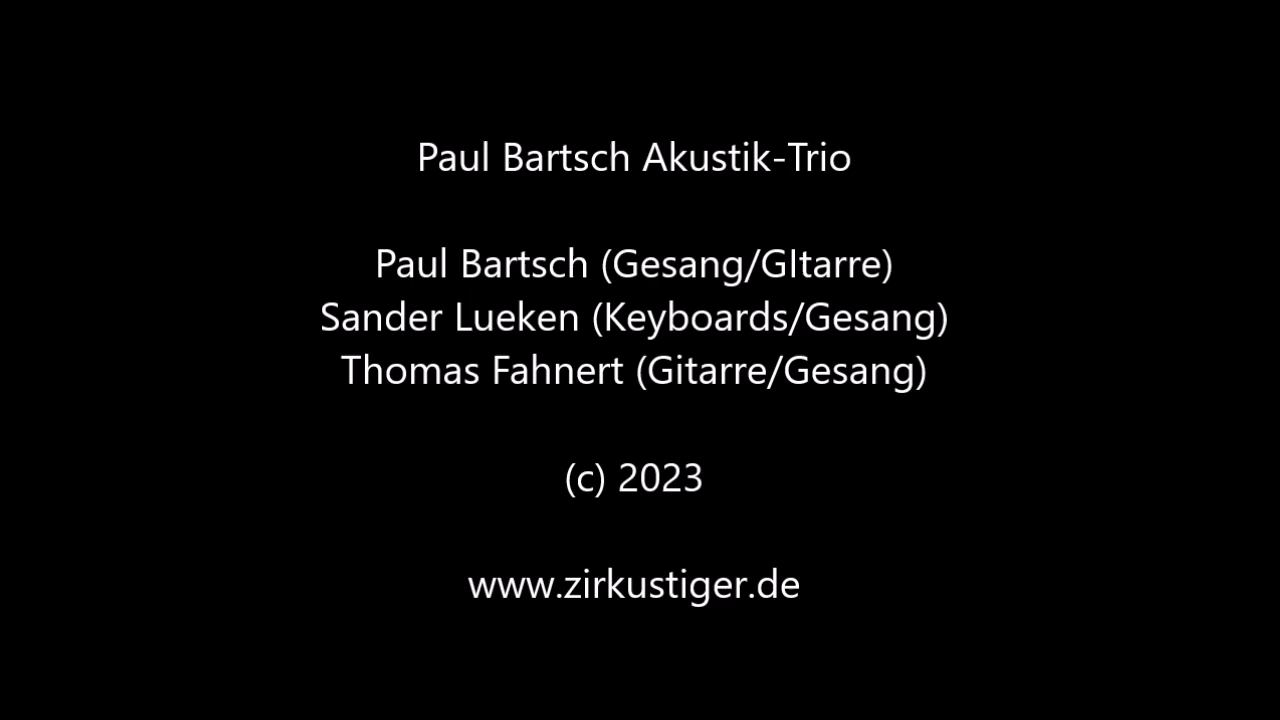 Paul Bartsch Akustik-Trio
Paul Bartsch (Gesang/GItarre)
Sander Lueken (Keyboards/Gesang)
Thomas Fahnert (Gitarre/Gesang)
(c) 2023
www.zirkustiger.de